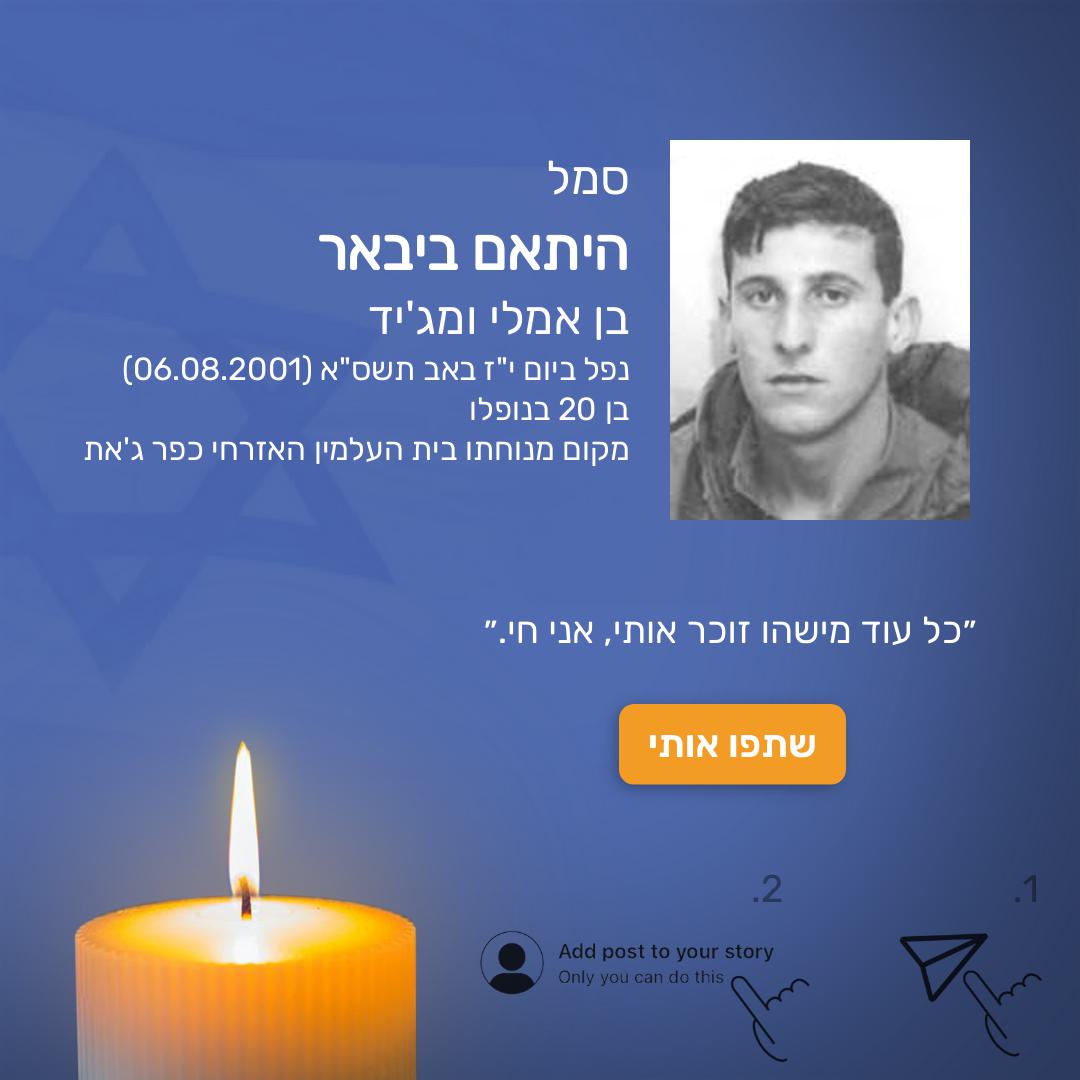 סמל
היתאם ביבאר
בן אמלי ומג'יד
נפל ביום י"ז באב תשס"א (06.08.2001)
בן 20 בנופלו
מקום מנוחתו בית העלמין האזרחי כפר ג'את
״כל עוד מישהו זוכר אותי, אני חי.״
שתפו אותי
.1
.2
Add post to your story
Only you can do this